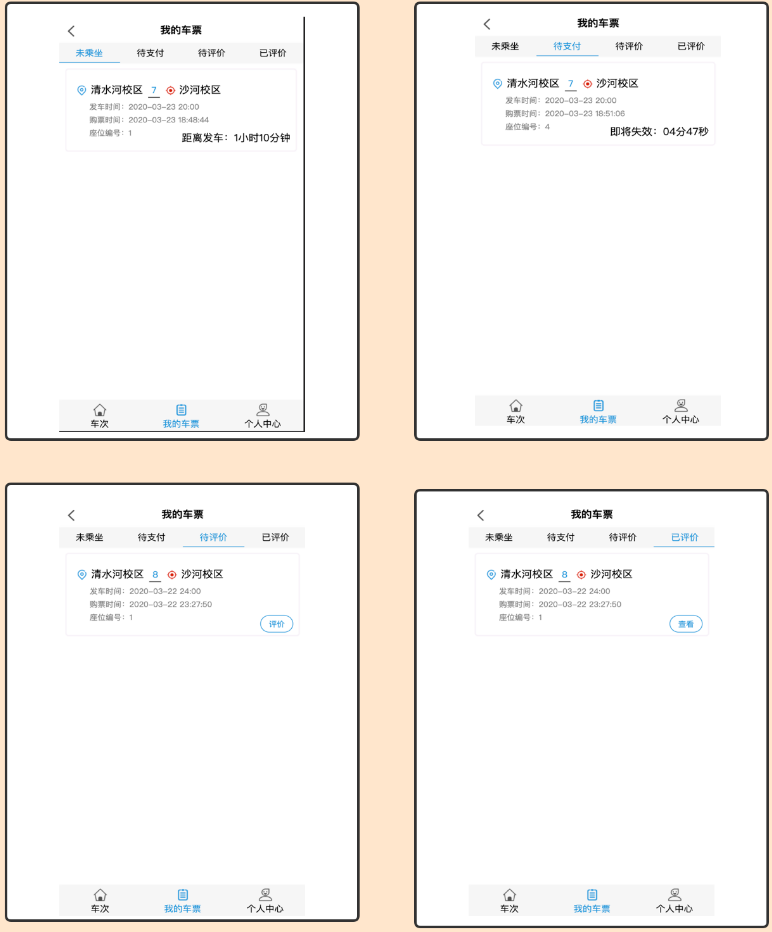 我的车票
未乘坐 待支付 待评价 已评价
清水河校区 7 沙河校区
发车时间：2020-03-23 20:00
购票时间：2020-03-23 18:48:44
座位编号：1
距离发车：1小时10分钟
车次 我的车票 个人中心
我的车票
未乘坐 待支付 待评价 已评价
清水河校区 7 沙河校区
发车时间：2020-03-23 20:00
购票时间：2020-03-23 18:51:06
座位编号：4
即将失效：04分47秒
车次 我的车票 个人中心
我的车票
未乘坐 待支付 待评价 已评价
清水河校区 8 沙河校区
发车时间：2020-03-22 24:00
购票时间：2020-03-22 23:27:50
座位编号：1
评价
车次 我的车票 个人中心
我的车票
未乘坐 待支付 待评价 已评价
清水河校区 8 沙河校区
发车时间：2020-03-22 24:00
购票时间：2020-03-22 23:27:50
座位编号：1
查看
车次 我的车票 个人中心